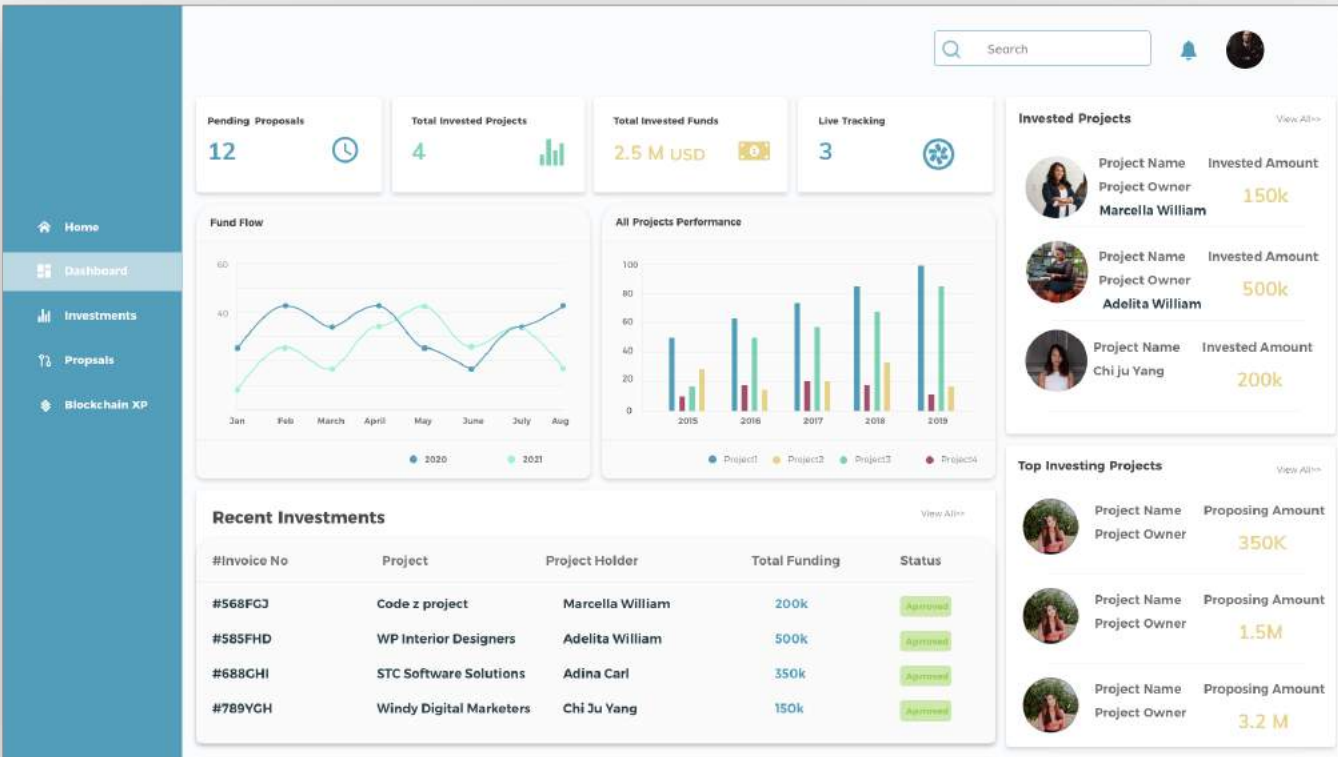 Search
Home
Dashboard
Investments
Propsals
Blockchain XP
Pending Proposals
12
Total Invested Projects
4
Total Invested Funds
2.5 M USD
Live Tracking
3
Fund Flow
60
40
Jan Feb March April May June July Aug
2020 2021
All Projects Performance
100
80
60
40
20
0
2015 2016 2017 2018 2019
Project1 Project2 Project3 Project4
Recent Investments
View All>>
#Invoice No Project Project Holder Total Funding Status
#568FGJ Code z project Marcella William 200k Aprroved
#585FHD WP Interior Designers Adelita William 500k Aprroved
#688GHI STC Software Solutions Adina Carl 350k Aprroved
#789YGH Windy Digital Marketers Chi Ju Yang 150k Aprroved
Invested Projects
View All>>
Project Name Invested Amount
Project Owner 150k
Marcella William
Project Name Invested Amount
Project Owner 500k
Adelita William
Project Name Invested Amount
Chi ju Yang 200k
Top Investing Projects
View All>>
Project Name Proposing Amount
Project Owner 350K
Project Name Proposing Amount
Project Owner 1.5M
Project Name Proposing Amount
Project Owner 3.2 M